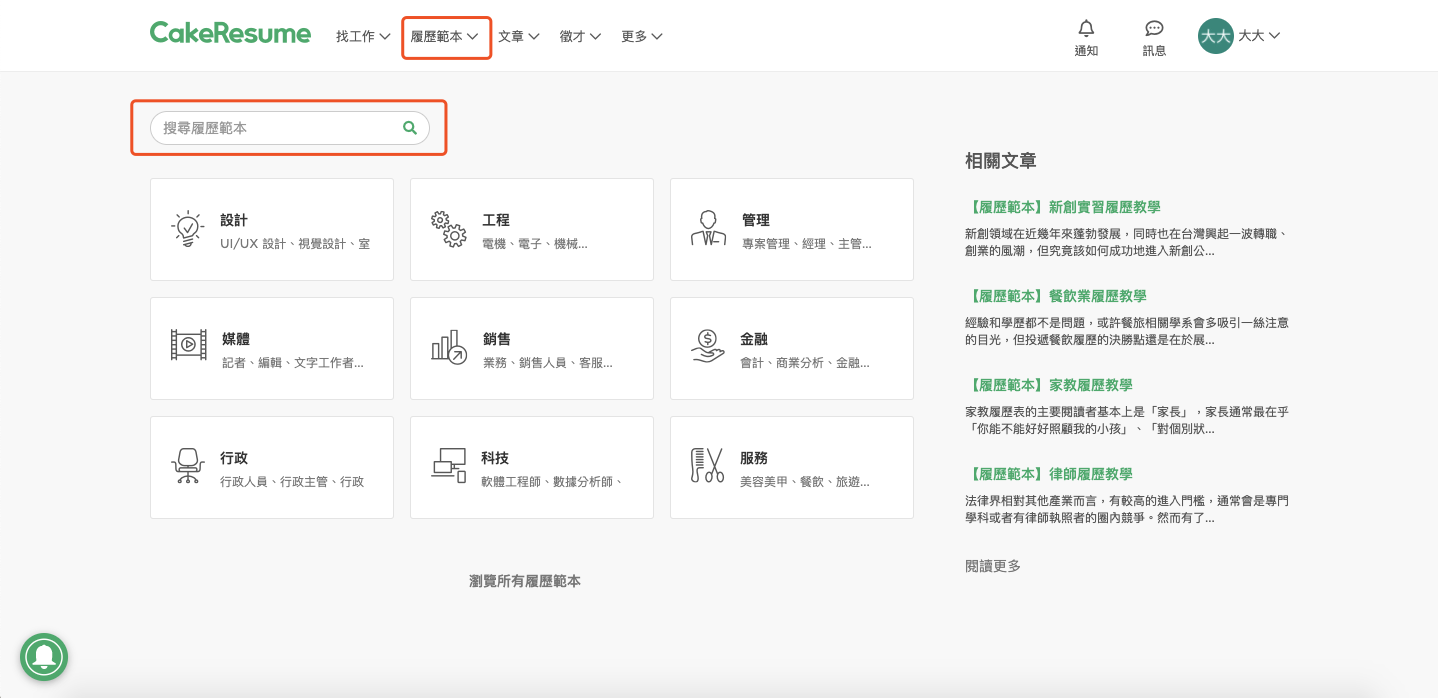 CakeResume
找工作
履歷範本
文章
徵才
更多
通知
訊息
大大
大大
搜尋履歷範本
設計
UI/UX 設計、視覺設計、室
工程
電機、電子、機械...
管理
專案管理、經理、主管...
媒體
記者、編輯、文字工作者...
銷售
業務、銷售人員、客服...
金融
會計、商業分析、金融...
行政
行政人員、行政主管、行政
科技
軟體工程師、數據分析師、
服務
美容美甲、餐飲、旅遊...
瀏覽所有履歷範本
相關文章
【履歷範本】新創實習履歷教學
新創領域在近幾年來蓬勃發展，同時也在台灣興起一波轉職、
創業的風潮，但究竟該如何成功地進入新創公...
【履歷範本】餐飲業履歷教學
經驗和學歷都不是問題，或許餐旅相關學系會多吸引一絲注意
的目光，但投遞餐飲履歷的決勝點還是在於展...
【履歷範本】家教履歷教學
家教履歷表的主要閱讀者基本上是「家長」，家長通常最在乎
「你能不能好好照顧我的小孩」、「對個別狀...
【履歷範本】律師履歷教學
法律界相對其他產業而言，有較高的進入門檻，通常會是專門
學科或者有律師執照者的圈內競爭。然而有了...
閱讀更多